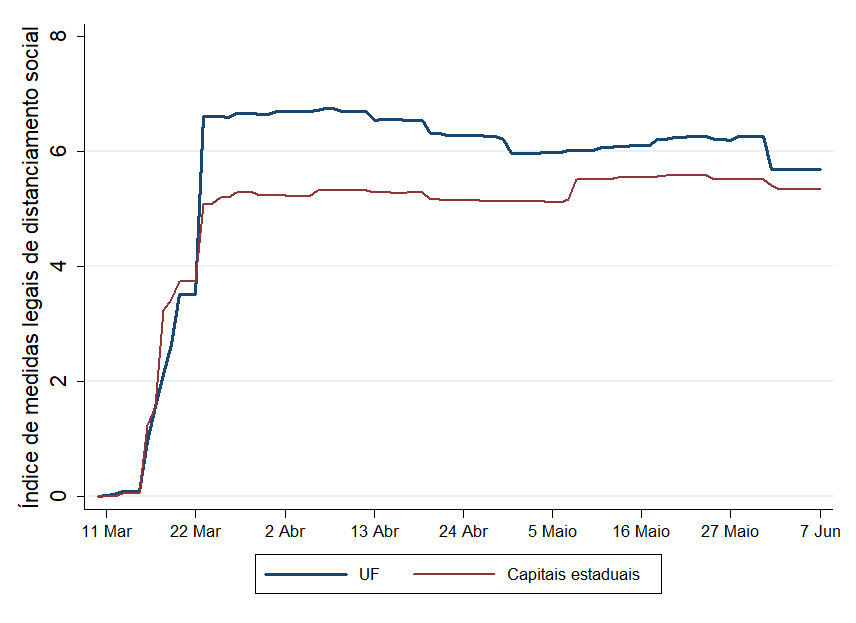 Índice de medidas legais de distanciamento social
8
6
4
2
0
11 Mar 22 Mar 2 Abr 13 Abr 24 Abr 5 Maio 16 Maio 27 Maio 7 Jun
UF Capitais estaduais